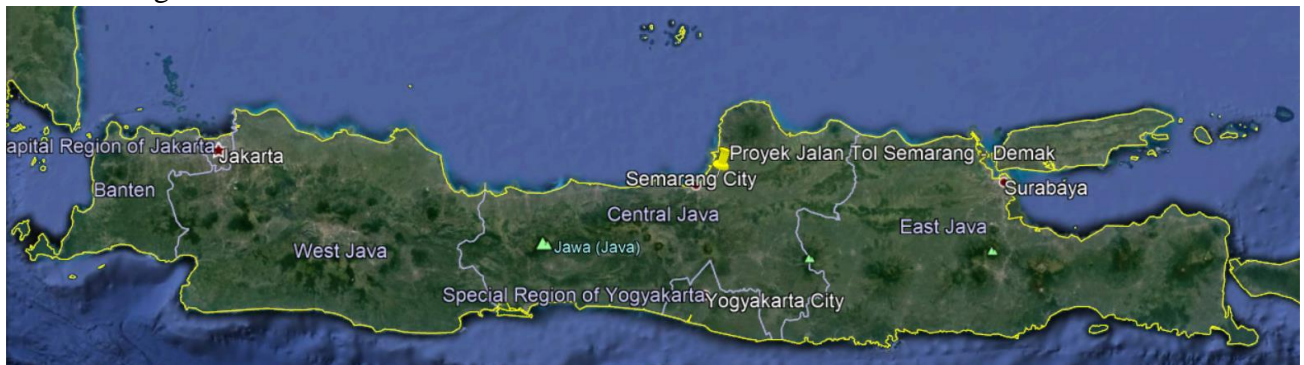 apital Region of Jakarta
Jakarta
Proyek Jalan Tol Semarang - Demak
Banten
Semarang City
Surabaya
Central Java
East Java
West Java
Jawa (Java)
Special Region of Yogyakarta
Yogyakarta City